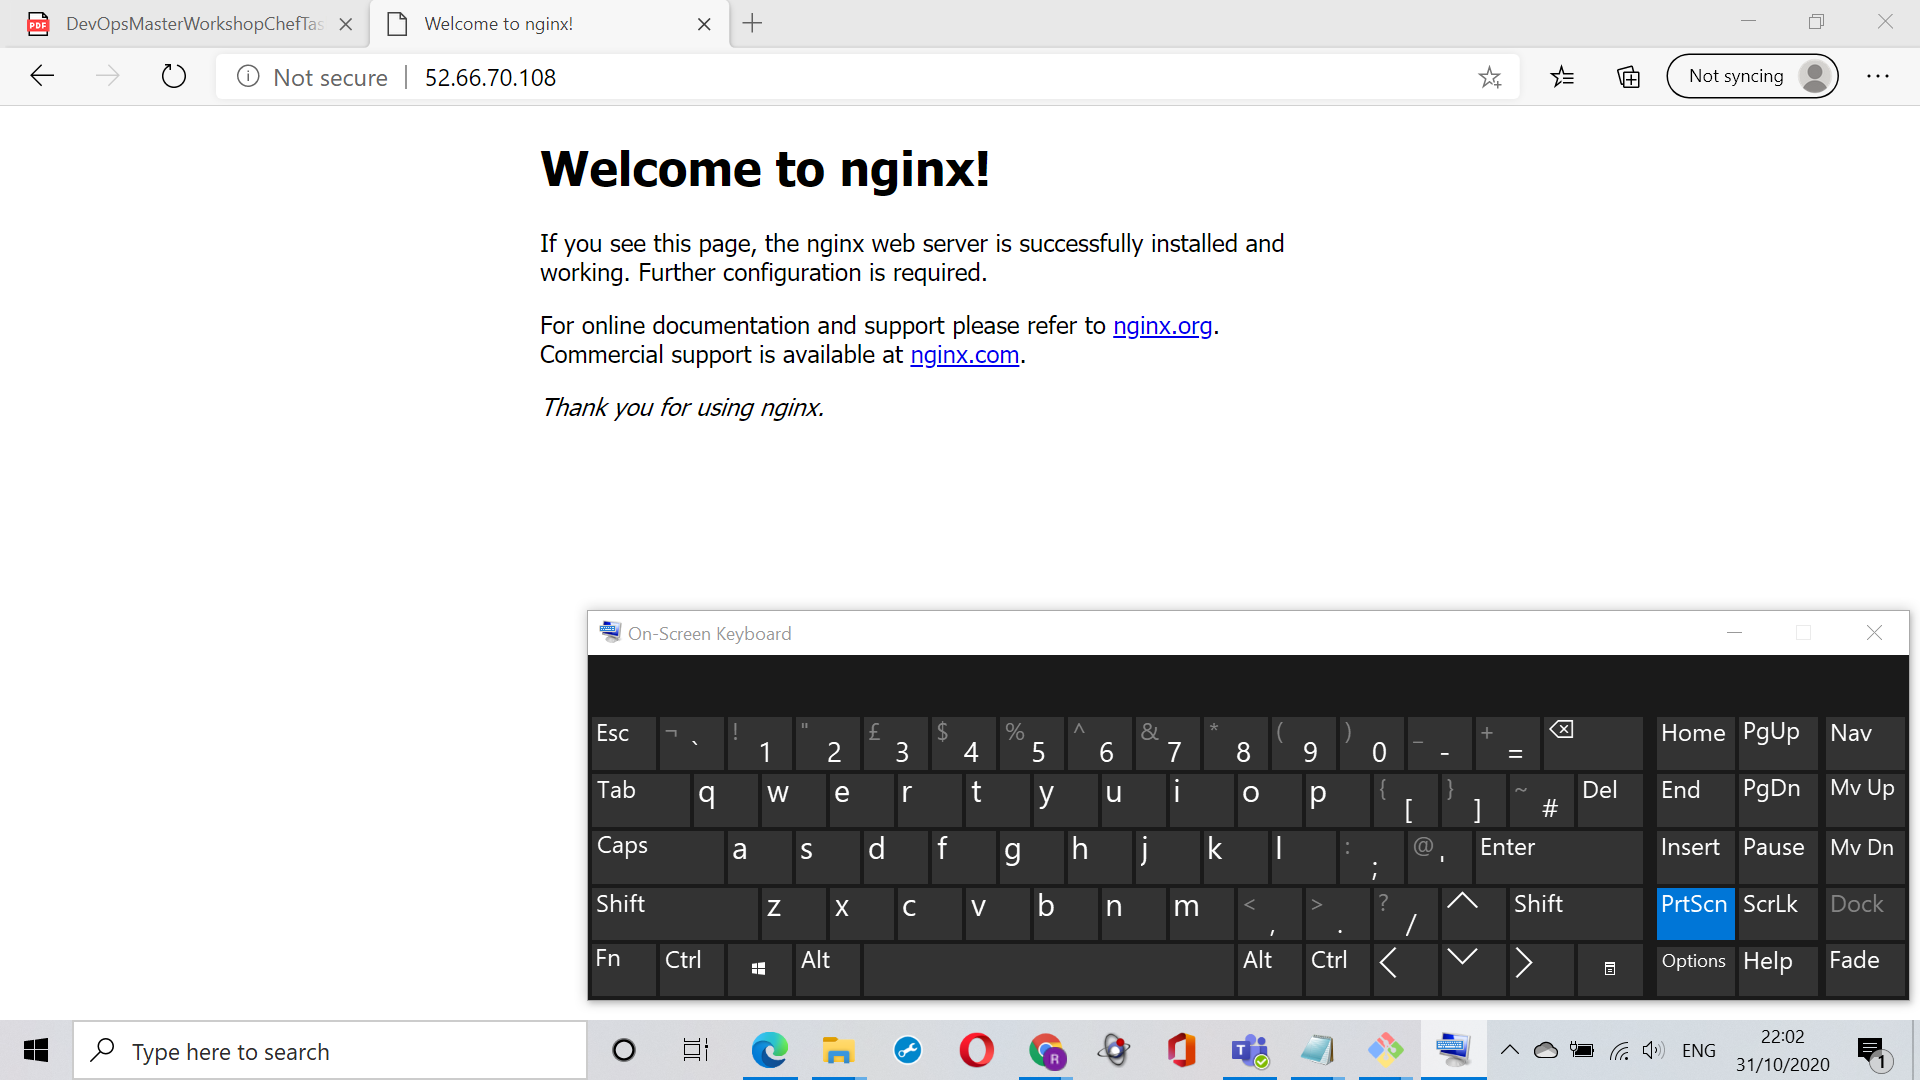 DevOpsMasterWorkshopChefTas
Welcome to nginx!
Not secure
52.66.70.108
Not syncing
Welcome to nginx!
If you see this page, the nginx web server is successfully installed and
working. Further configuration is required.
For online documentation and support please refer to nginx.org.
Commercial support is available at nginx.com.
Thank you for using nginx.
On-Screen Keyboard
Esc ¬ ` ! 1 " 2 £ 3 $ 4 % 5 ^ 6 & 7 * 8 ( 9 ) 0 _ - + = Home PgUp Nav
Tab q w e r t y u i o p { [ } ] ~ # Del End PgDn Mv Up
Caps a s d f g h j k l : ; @ ' Enter Insert Pause Mv Dn
Shift z x c v b n m < , > . ? / Shift PrtScn ScrLk Dock
Fn Ctrl Alt Alt Ctrl Options Help Fade
Type here to search
PDF
R
ENG
22:02
31/10/2020
1